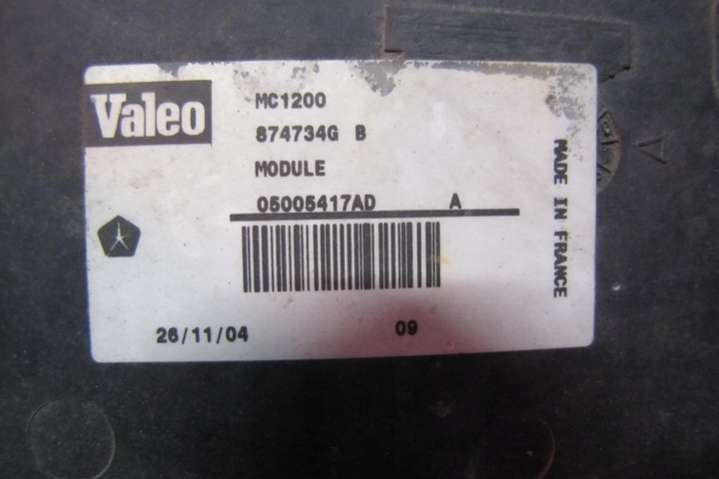 Valeo
MC1200
874734G B
MODULE
05005417AD A
26/11/04 09
MADE IN FRANCE